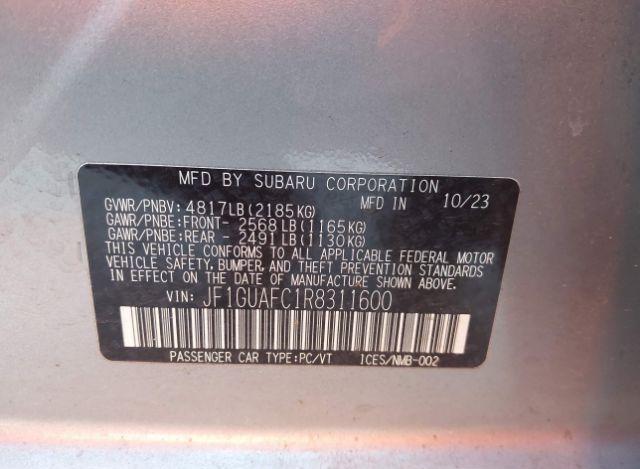 MFD BY SUBARU CORPORATION
GVWR/PNBV: 4817LB(2185KG) MFD IN 10/23
GAWR/PNBE:FRONT- 2568LB(1165KG)
GAWR/PNBE:REAR - 2491LB(1130KG)
THIS VEHICLE CONFORMS TO ALL APPLICABLE FEDERAL MOTOR
VEHICLE SAFETY, BUMPER, AND THEFT PREVENTION STANDARDS
IN EFFECT ON THE DATE OF MANUFACTURE SHOWN ABOVE.
VIN: JF1GUAFC1R8311600
PASSENGER CAR TYPE:PC/VT ICES/NMB-002